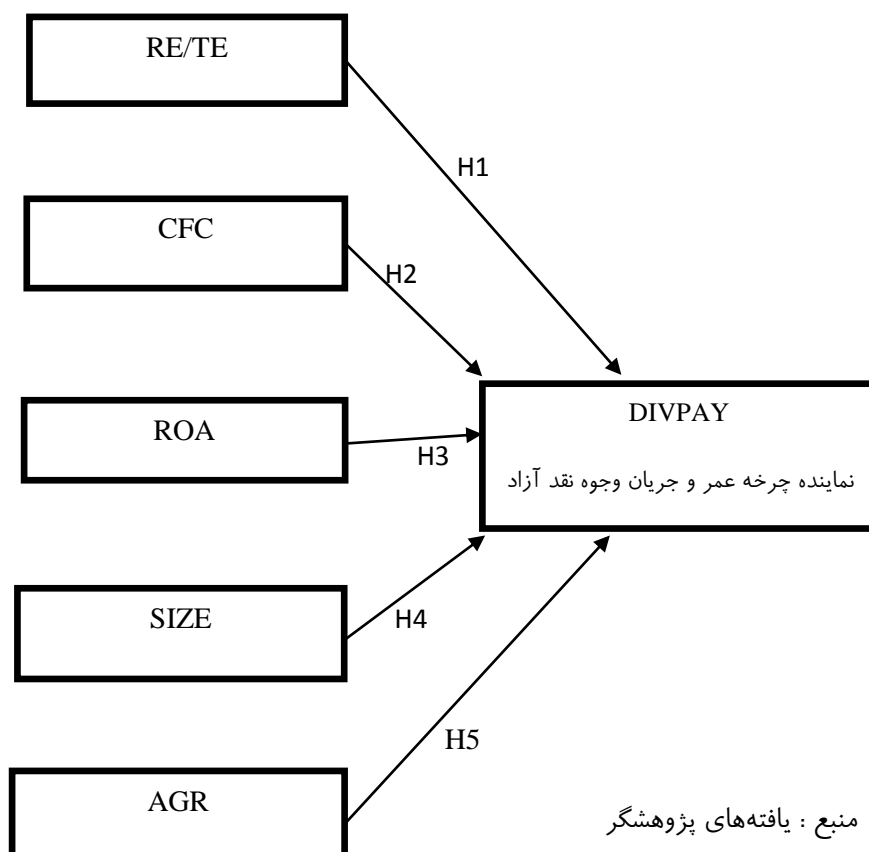 RE/TE
H1
CFC
H2
ROA
H3
DIVPAY
نماینده چرخه عمر و جریان وجوه نقد آزاد
SIZE
H4
H5
AGR
منبع : یافته‌های پژوهشگر